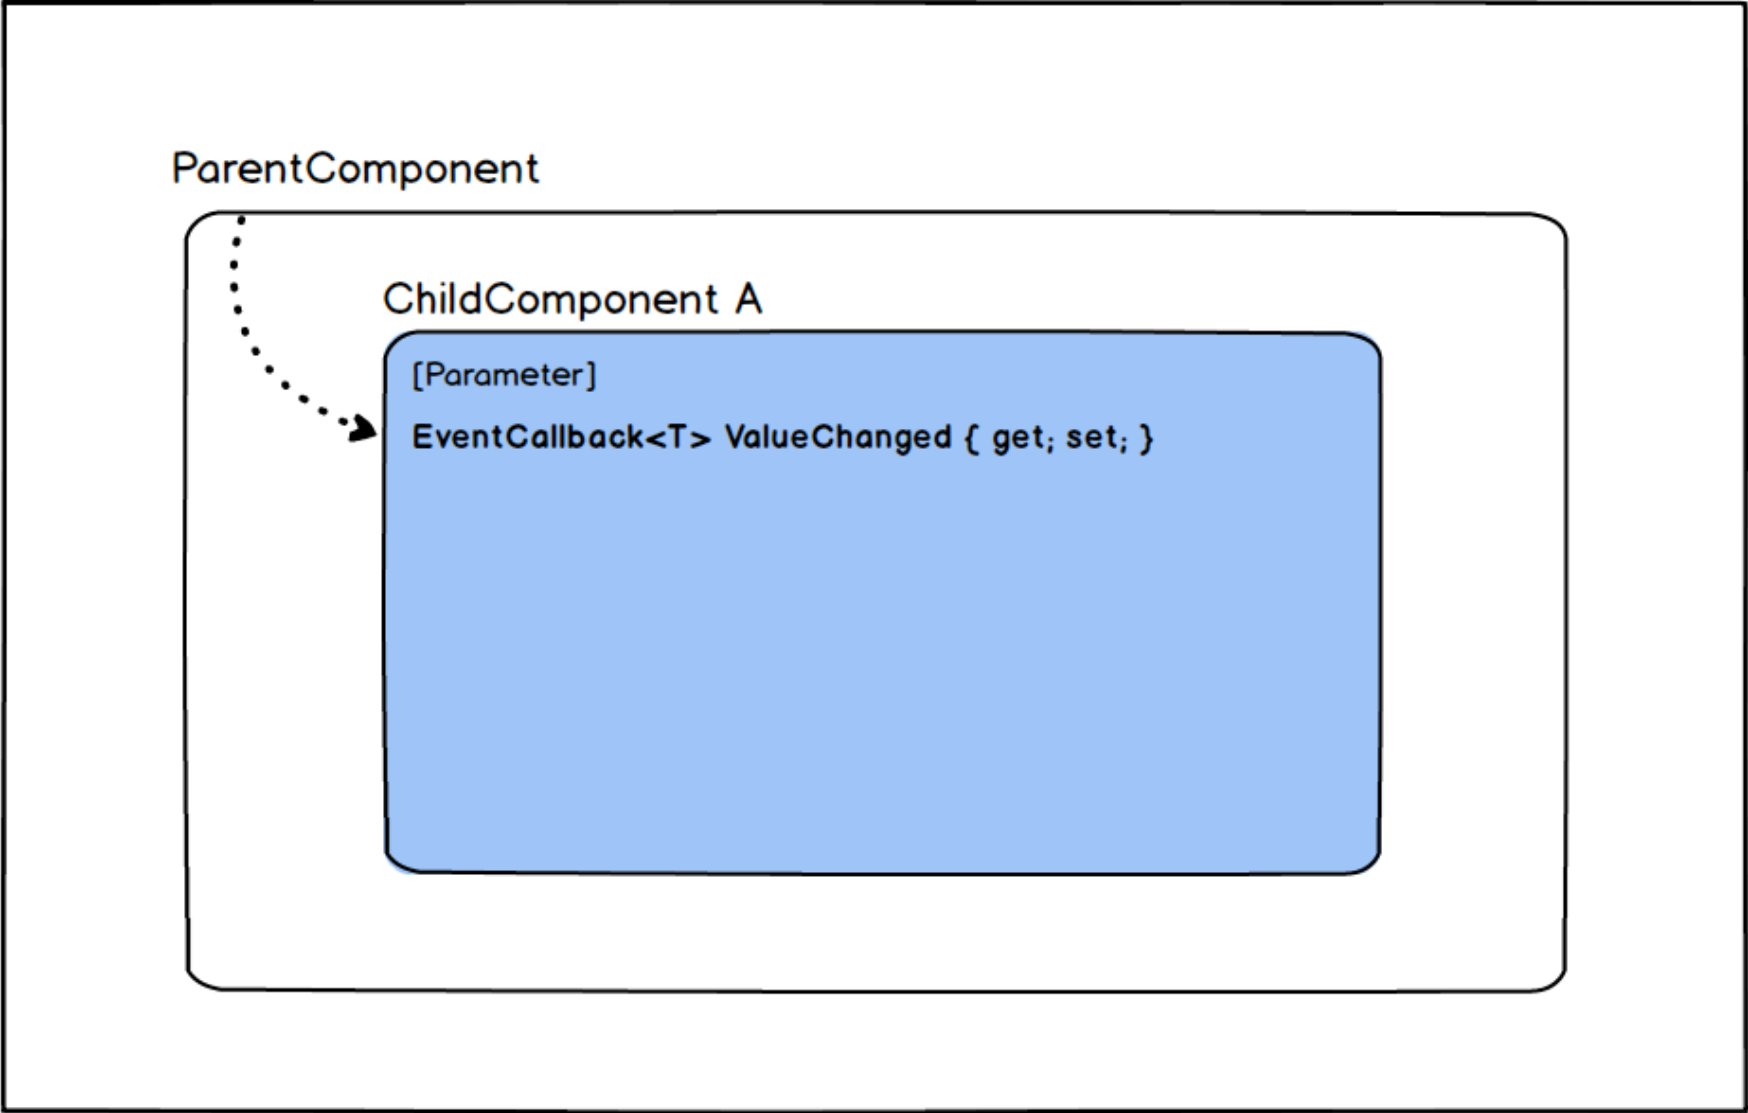 ParentComponent
ChildComponent A
[Parameter]
EventCallback<T> ValueChanged { get; set; }